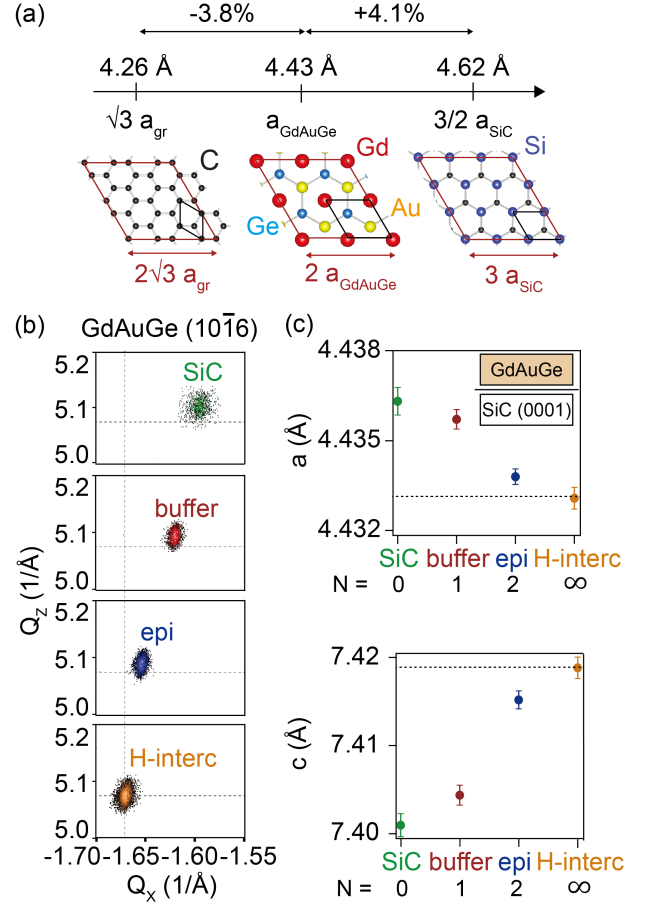 (a)
-3.8% +4.1%
4.26 Å 4.43 Å 4.62 Å
√3 a_gr a_GdAuGe 3/2 a_SiC
C Gd Si
Ge Au
2√3 a_gr 2 a_GdAuGe 3 a_SiC
(b)
GdAuGe (101̄6)
5.2
SiC
5.1
5.0
5.2
buffer
5.1
5.0
5.2
epi
5.1
5.0
5.2
H-interc
5.1
5.0
-1.70 -1.65 -1.60 -1.55
Q_Z (1/Å)
Q_X (1/Å)
(c)
4.438
GdAuGe
SiC (0001)
4.435
4.432
a (Å)
SiC buffer epi H-interc
N = 0 1 2 ∞
7.42
7.41
7.40
c (Å)
SiC buffer epi H-interc
N = 0 1 2 ∞